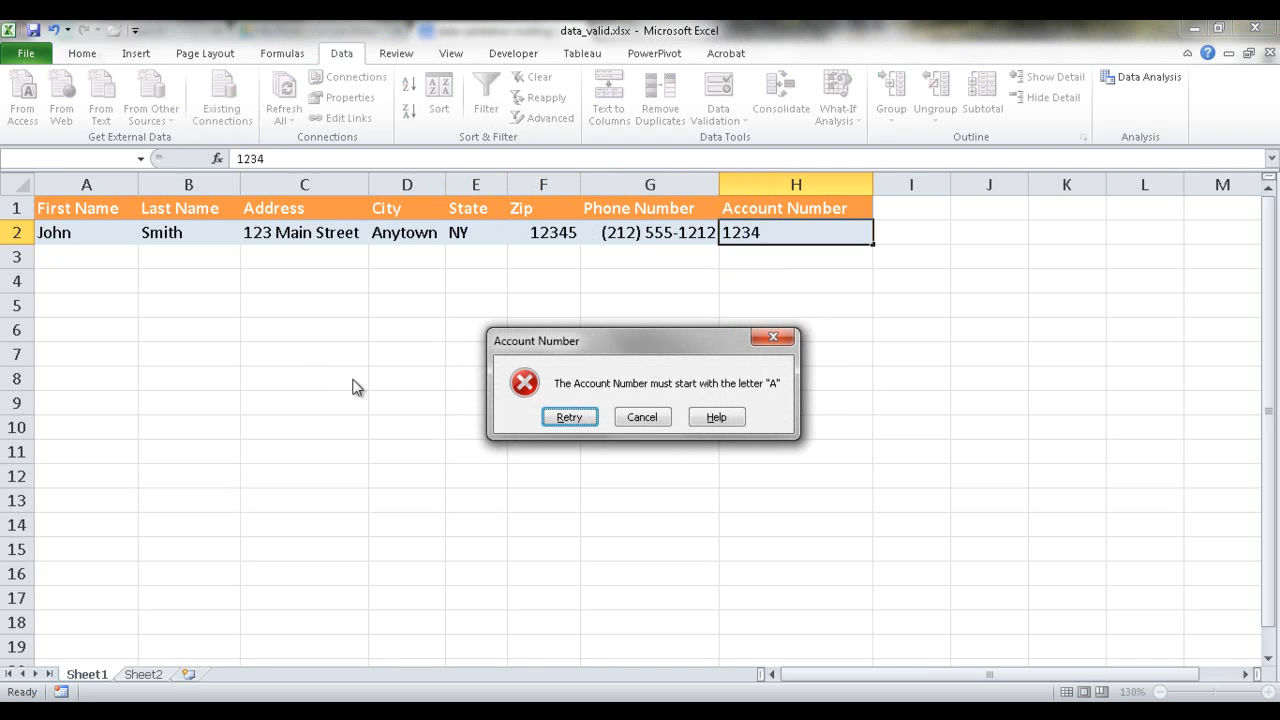 data_valid.xlsx - Microsoft Excel
File Home Insert Page Layout Formulas Data Review View Developer Tableau PowerPivot Acrobat
From Access
From Web
From Text
From Other Sources
Existing Connections
Get External Data
Refresh All
Connections
Properties
Edit Links
Connections
Sort
Filter
Clear
Reapply
Advanced
Sort & Filter
Text to Columns
Remove Duplicates
Data Validation
Consolidate
What-If Analysis
Data Tools
Group
Ungroup
Subtotal
Show Detail
Hide Detail
Outline
Data Analysis
Analysis
fx 1234
A B C D E F G H I J K L M
1 First Name Last Name Address City State Zip Phone Number Account Number
2 John Smith 123 Main Street Anytown NY 12345 (212) 555-1212 1234
3
4
5
6
7
8
9
10
11
12
13
14
15
16
17
18
19
Account Number
The Account Number must start with the letter "A"
Retry Cancel Help
Sheet1 Sheet2
Ready 130%